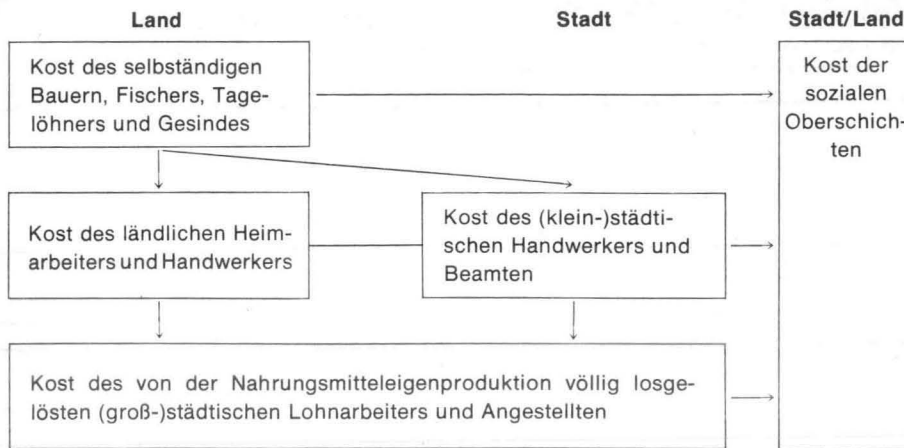 Land Stadt Stadt/Land
Kost des selbständigen
Bauern, Fischers, Tage-
löhners und Gesindes
Kost der
sozialen
Oberschich-
ten
Kost des ländlichen Heim-
arbeiters und Handwerkers
Kost des (klein-)städti-
schen Handwerkers und
Beamten
Kost des von der Nahrungsmitteleigenproduktion völlig losge-
lösten (groß-)städtischen Lohnarbeiters und Angestellten